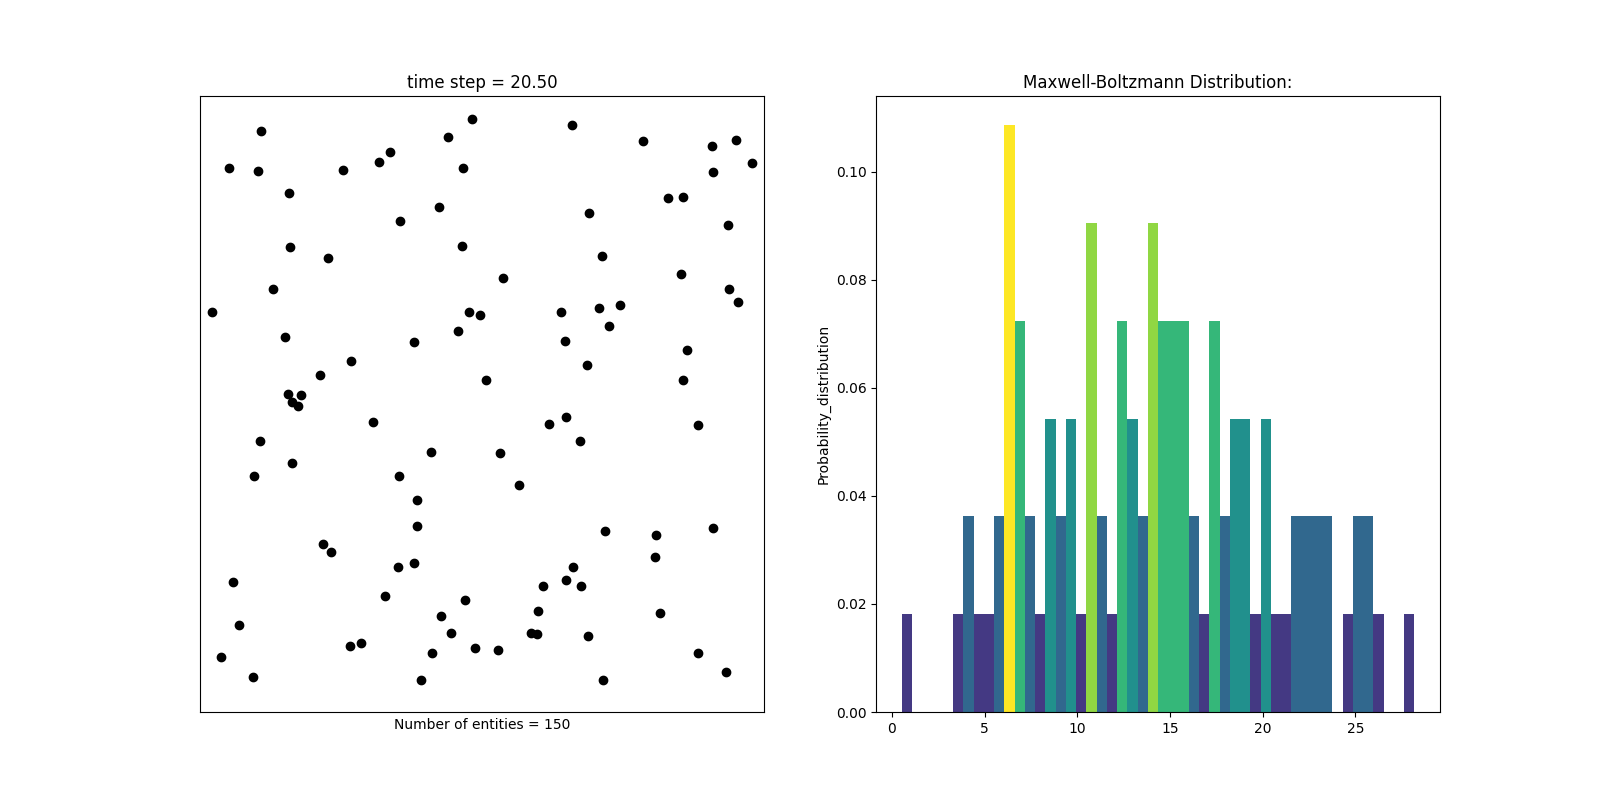 time step = 20.50
Number of entities = 150
Maxwell-Boltzmann Distribution:
Probability_distribution
0.10
0.08
0.06
0.04
0.02
0.00
0 5 10 15 20 25